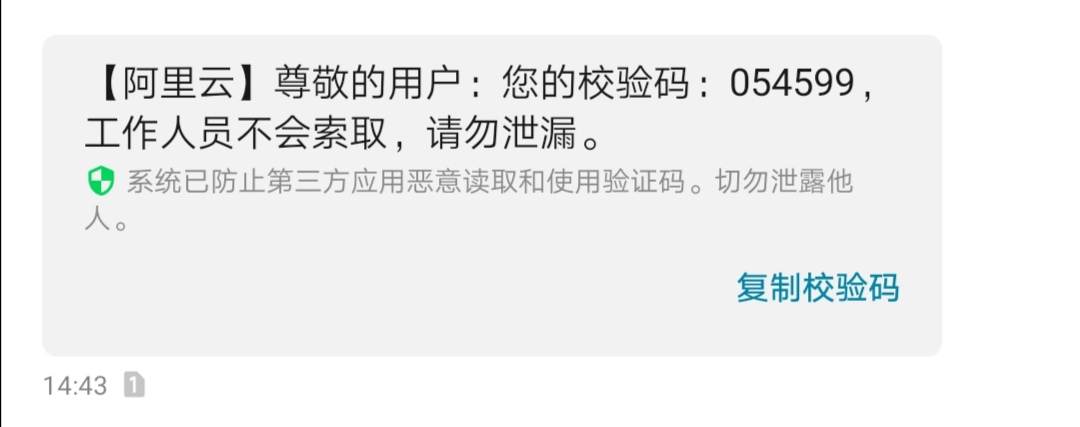 【阿里云】尊敬的用户：您的校验码：054599，
工作人员不会索取，请勿泄漏。
系统已防止第三方应用恶意读取和使用验证码。切勿泄露他
人。
复制校验码
14:43 1